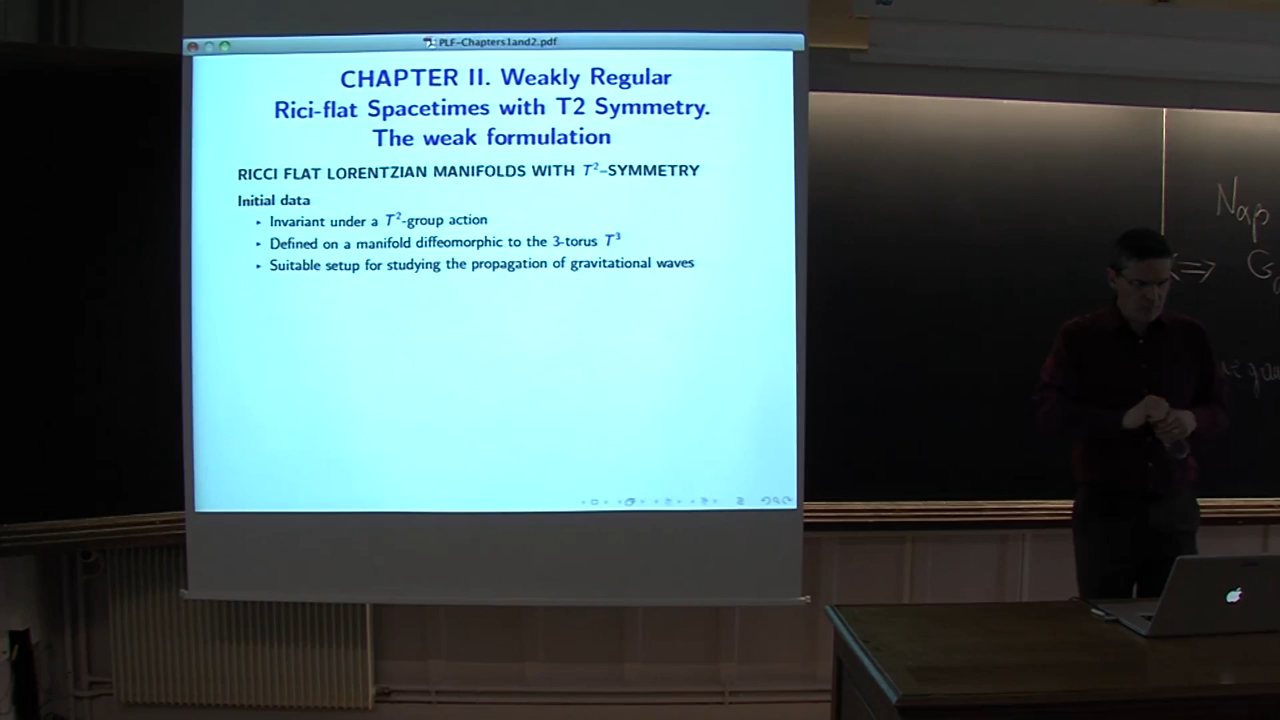 PLF-Chapters1and2.pdf
CHAPTER II. Weakly Regular
Rici-flat Spacetimes with T2 Symmetry.
The weak formulation
RICCI FLAT LORENTZIAN MANIFOLDS WITH T²-SYMMETRY
Initial data
‣ Invariant under a T²-group action
‣ Defined on a manifold diffeomorphic to the 3-torus T³
‣ Suitable setup for studying the propagation of gravitational waves
Nαβ
⟺ G